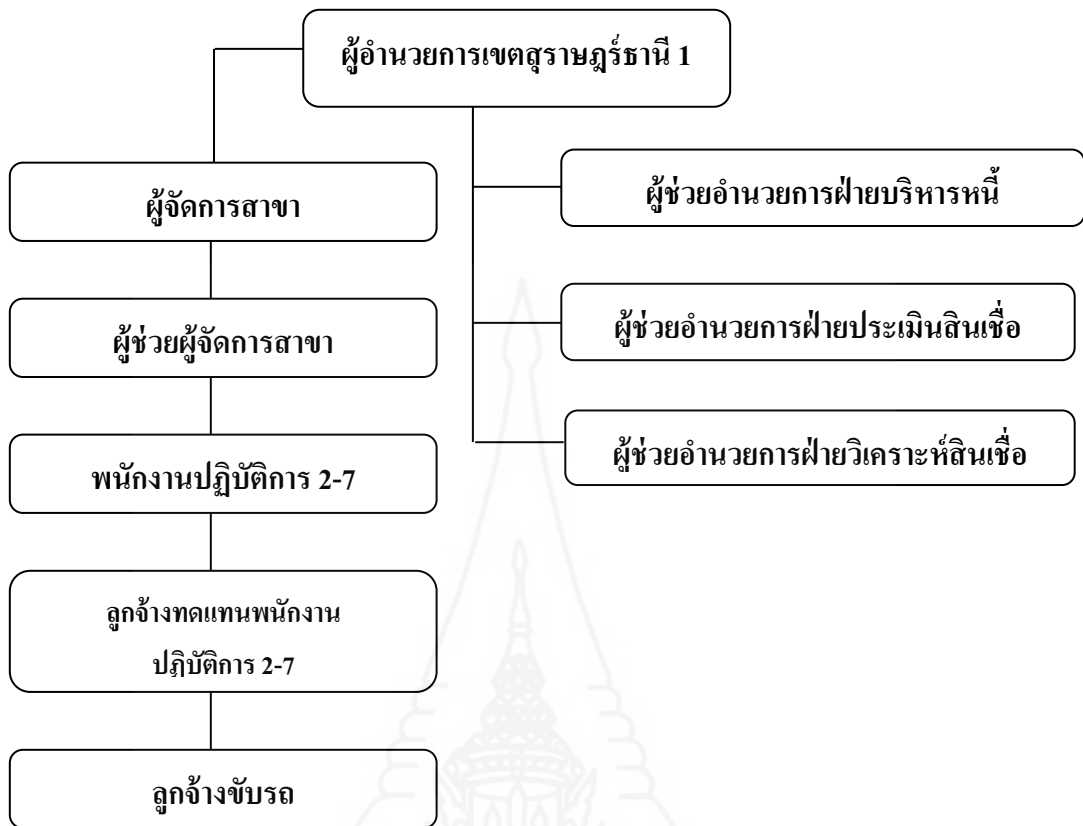 ผู้อำนวยการเขตสุราษฎร์ธานี 1
ผู้จัดการสาขา
ผู้ช่วยอำนวยการฝ่ายบริหารหนี้
ผู้ช่วยผู้จัดการสาขา
ผู้ช่วยอำนวยการฝ่ายประเมินสินเชื่อ
พนักงานปฏิบัติการ 2-7
ผู้ช่วยอำนวยการฝ่ายวิเคราะห์สินเชื่อ
ลูกจ้างทดแทนพนักงาน
ปฏิบัติการ 2-7
ลูกจ้างขับรถ